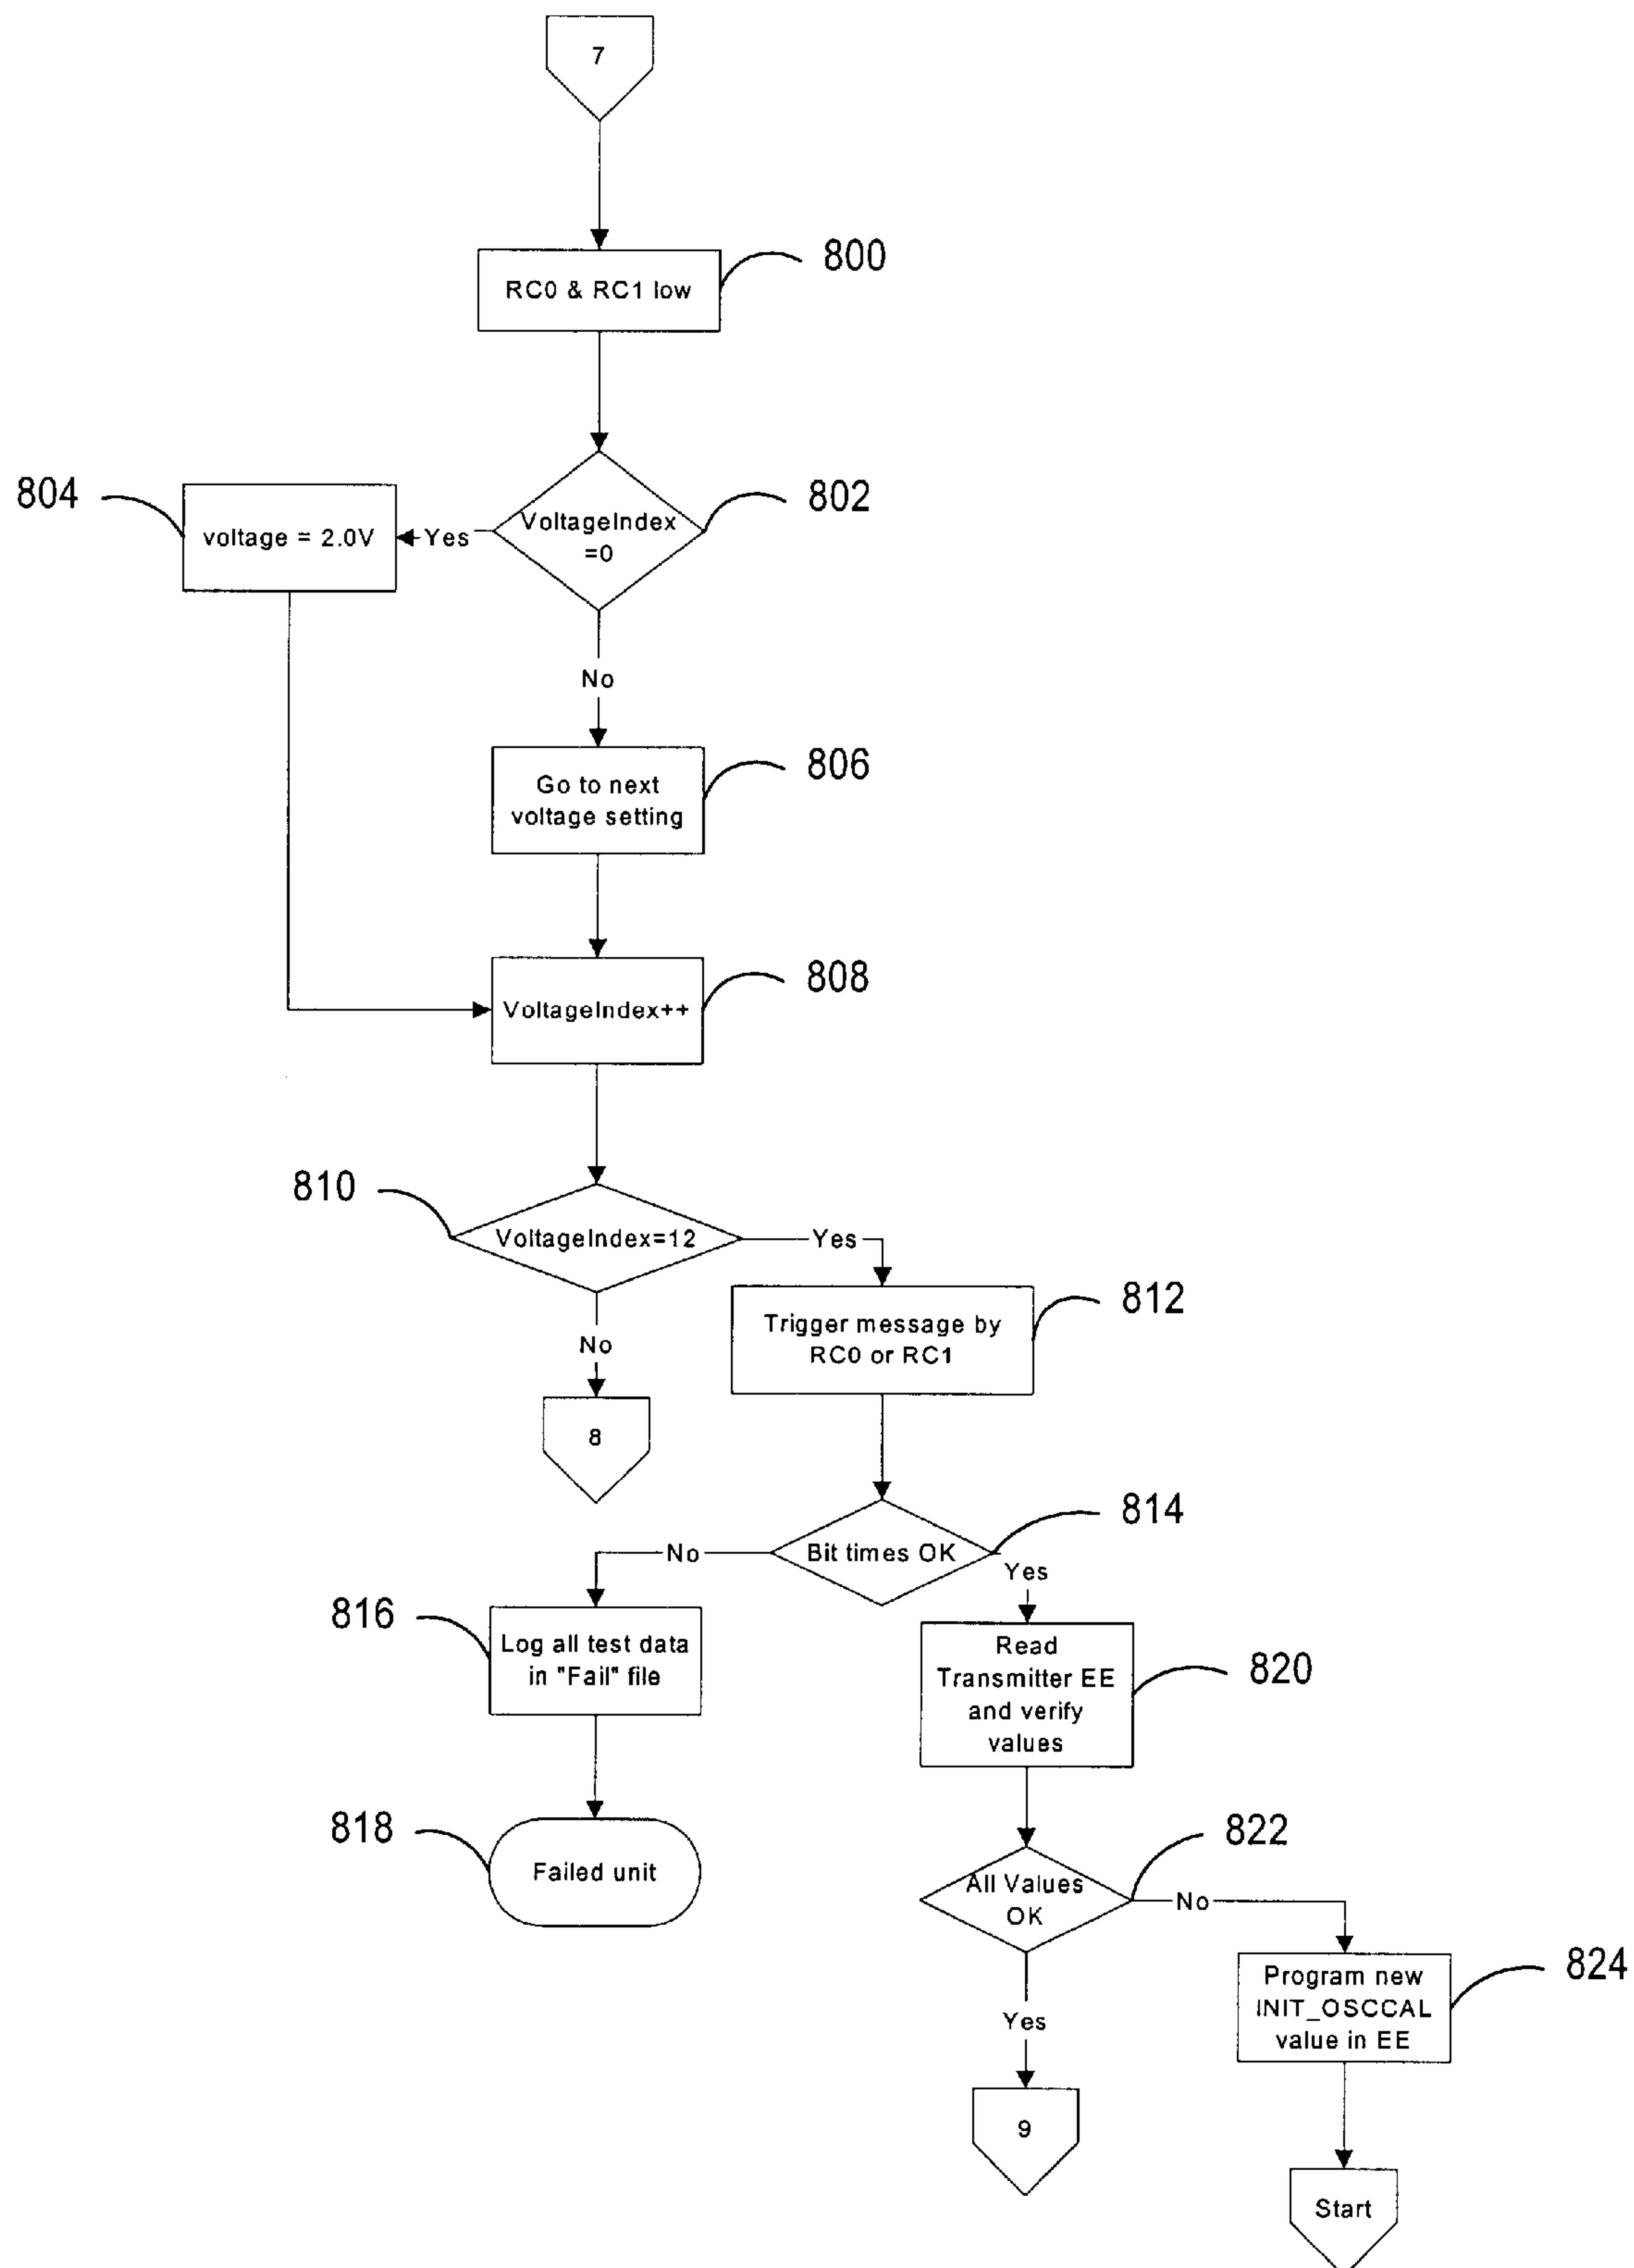 7
RC0 & RC1 low
800
804
voltage = 2.0V
Yes
VoltageIndex
=0
802
No
Go to next
voltage setting
806
VoltageIndex++
808
810
VoltageIndex=12
Yes
No
8
Trigger message by
RC0 or RC1
812
Bit times OK
814
No
Yes
816
Log all test data
in "Fail" file
818
Failed unit
Read
Transmitter EE
and verify
values
820
All Values
OK
822
No
Yes
9
Program new
INIT_OSCCAL
value in EE
824
Start